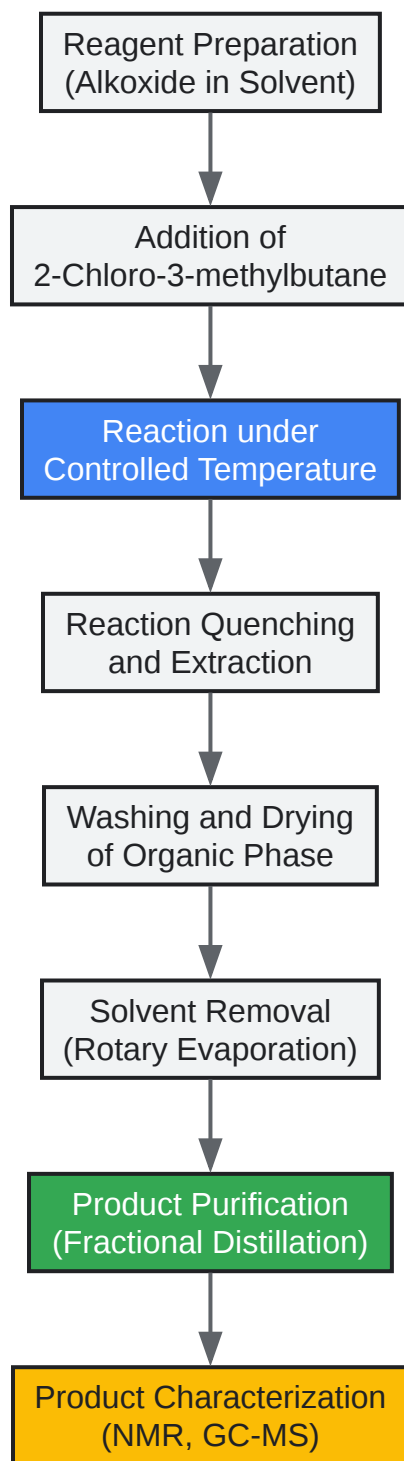 Reagent Preparation
(Alkoxide in Solvent)
Addition of
2-Chloro-3-methylbutane
Reaction under
Controlled Temperature
Reaction Quenching
and Extraction
Washing and Drying
of Organic Phase
Solvent Removal
(Rotary Evaporation)
Product Purification
(Fractional Distillation)
Product Characterization
(NMR, GC-MS)